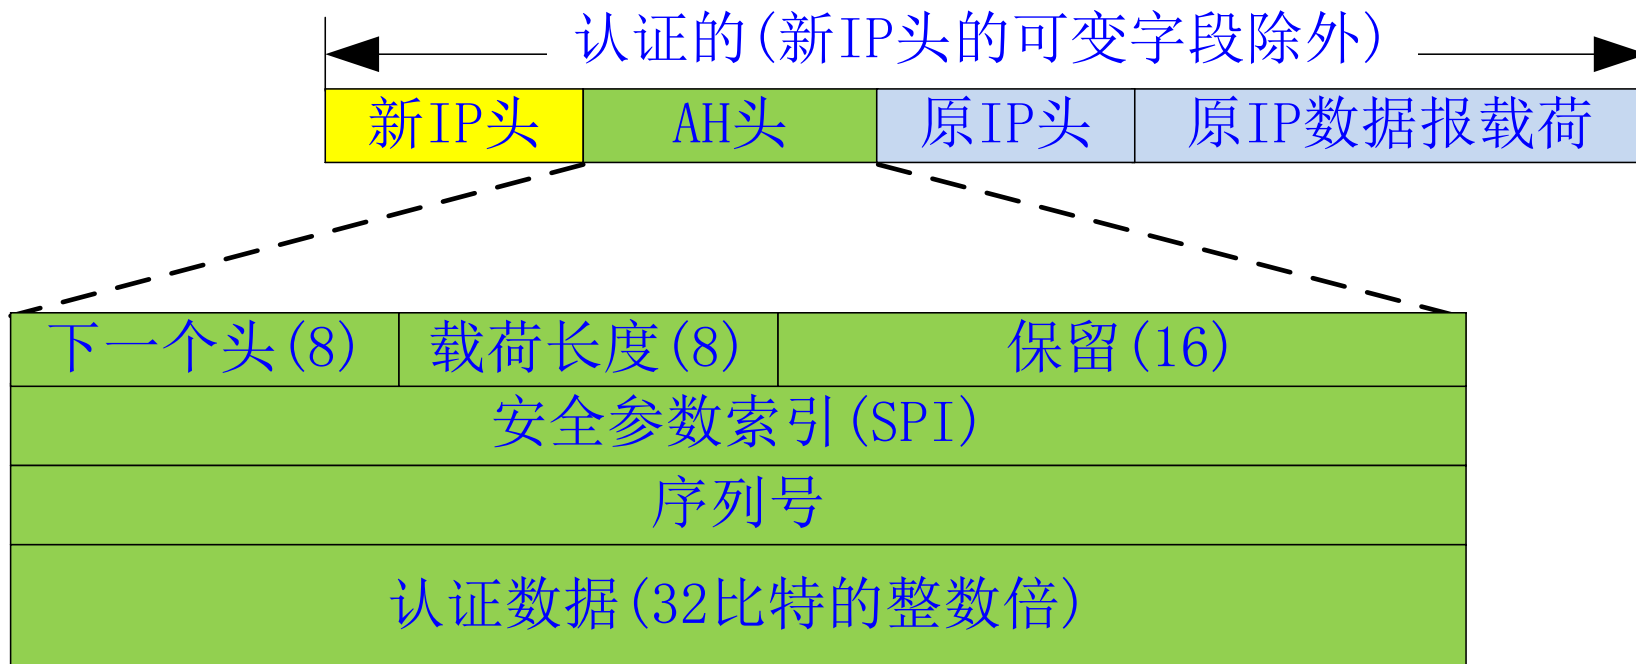 认证的(新IP头的可变字段除外)
新IP头 AH头 原IP头 原IP数据报载荷
下一个头(8) 载荷长度(8) 保留(16)
安全参数索引(SPI)
序列号
认证数据(32比特的整数倍)